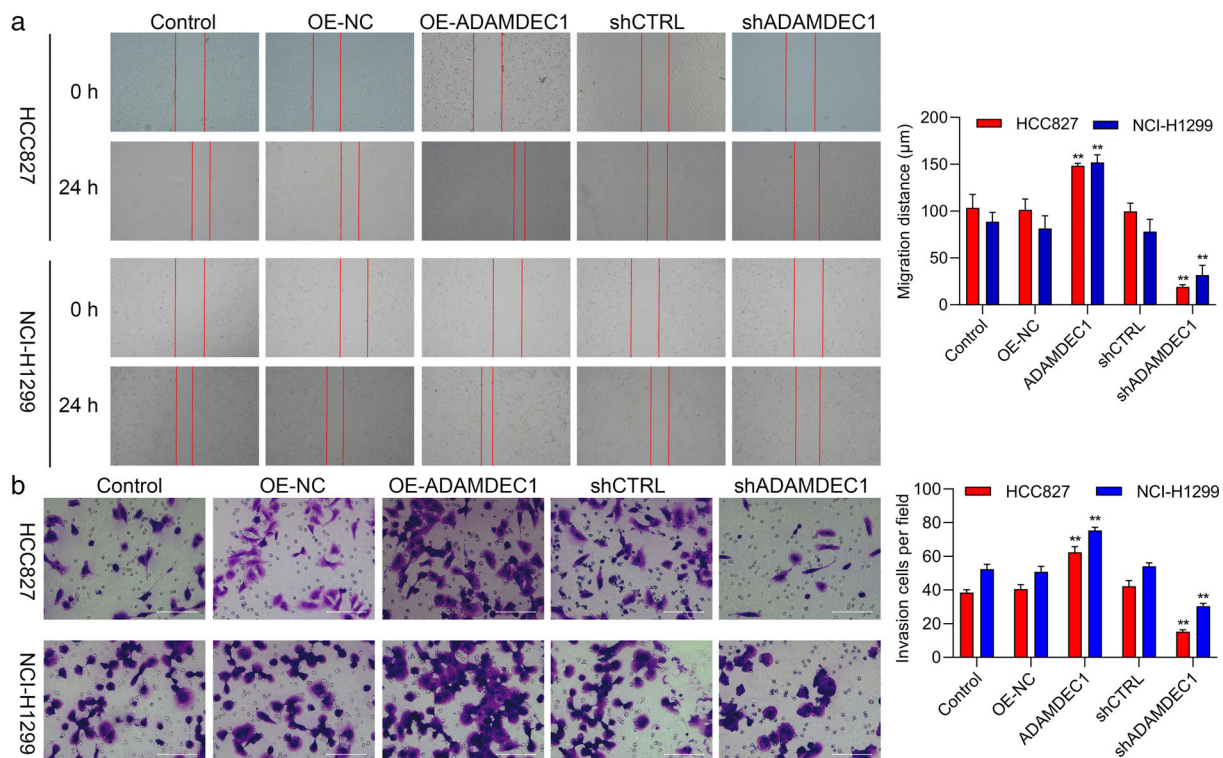 a
Control OE-NC OE-ADAMDEC1 shCTRL shADAMDEC1
HCC827
0 h
24 h
NCI-H1299
0 h
24 h
Migration distance (µm)
HCC827 NCI-H1299
200
150
100
50
0
** **
** **
Control OE-NC ADAMDEC1 shCTRL shADAMDEC1
b
Control OE-NC OE-ADAMDEC1 shCTRL shADAMDEC1
HCC827
NCI-H1299
Invasion cells per field
HCC827 NCI-H1299
100
80
60
40
20
0
** **
** **
Control OE-NC ADAMDEC1 shCTRL shADAMDEC1